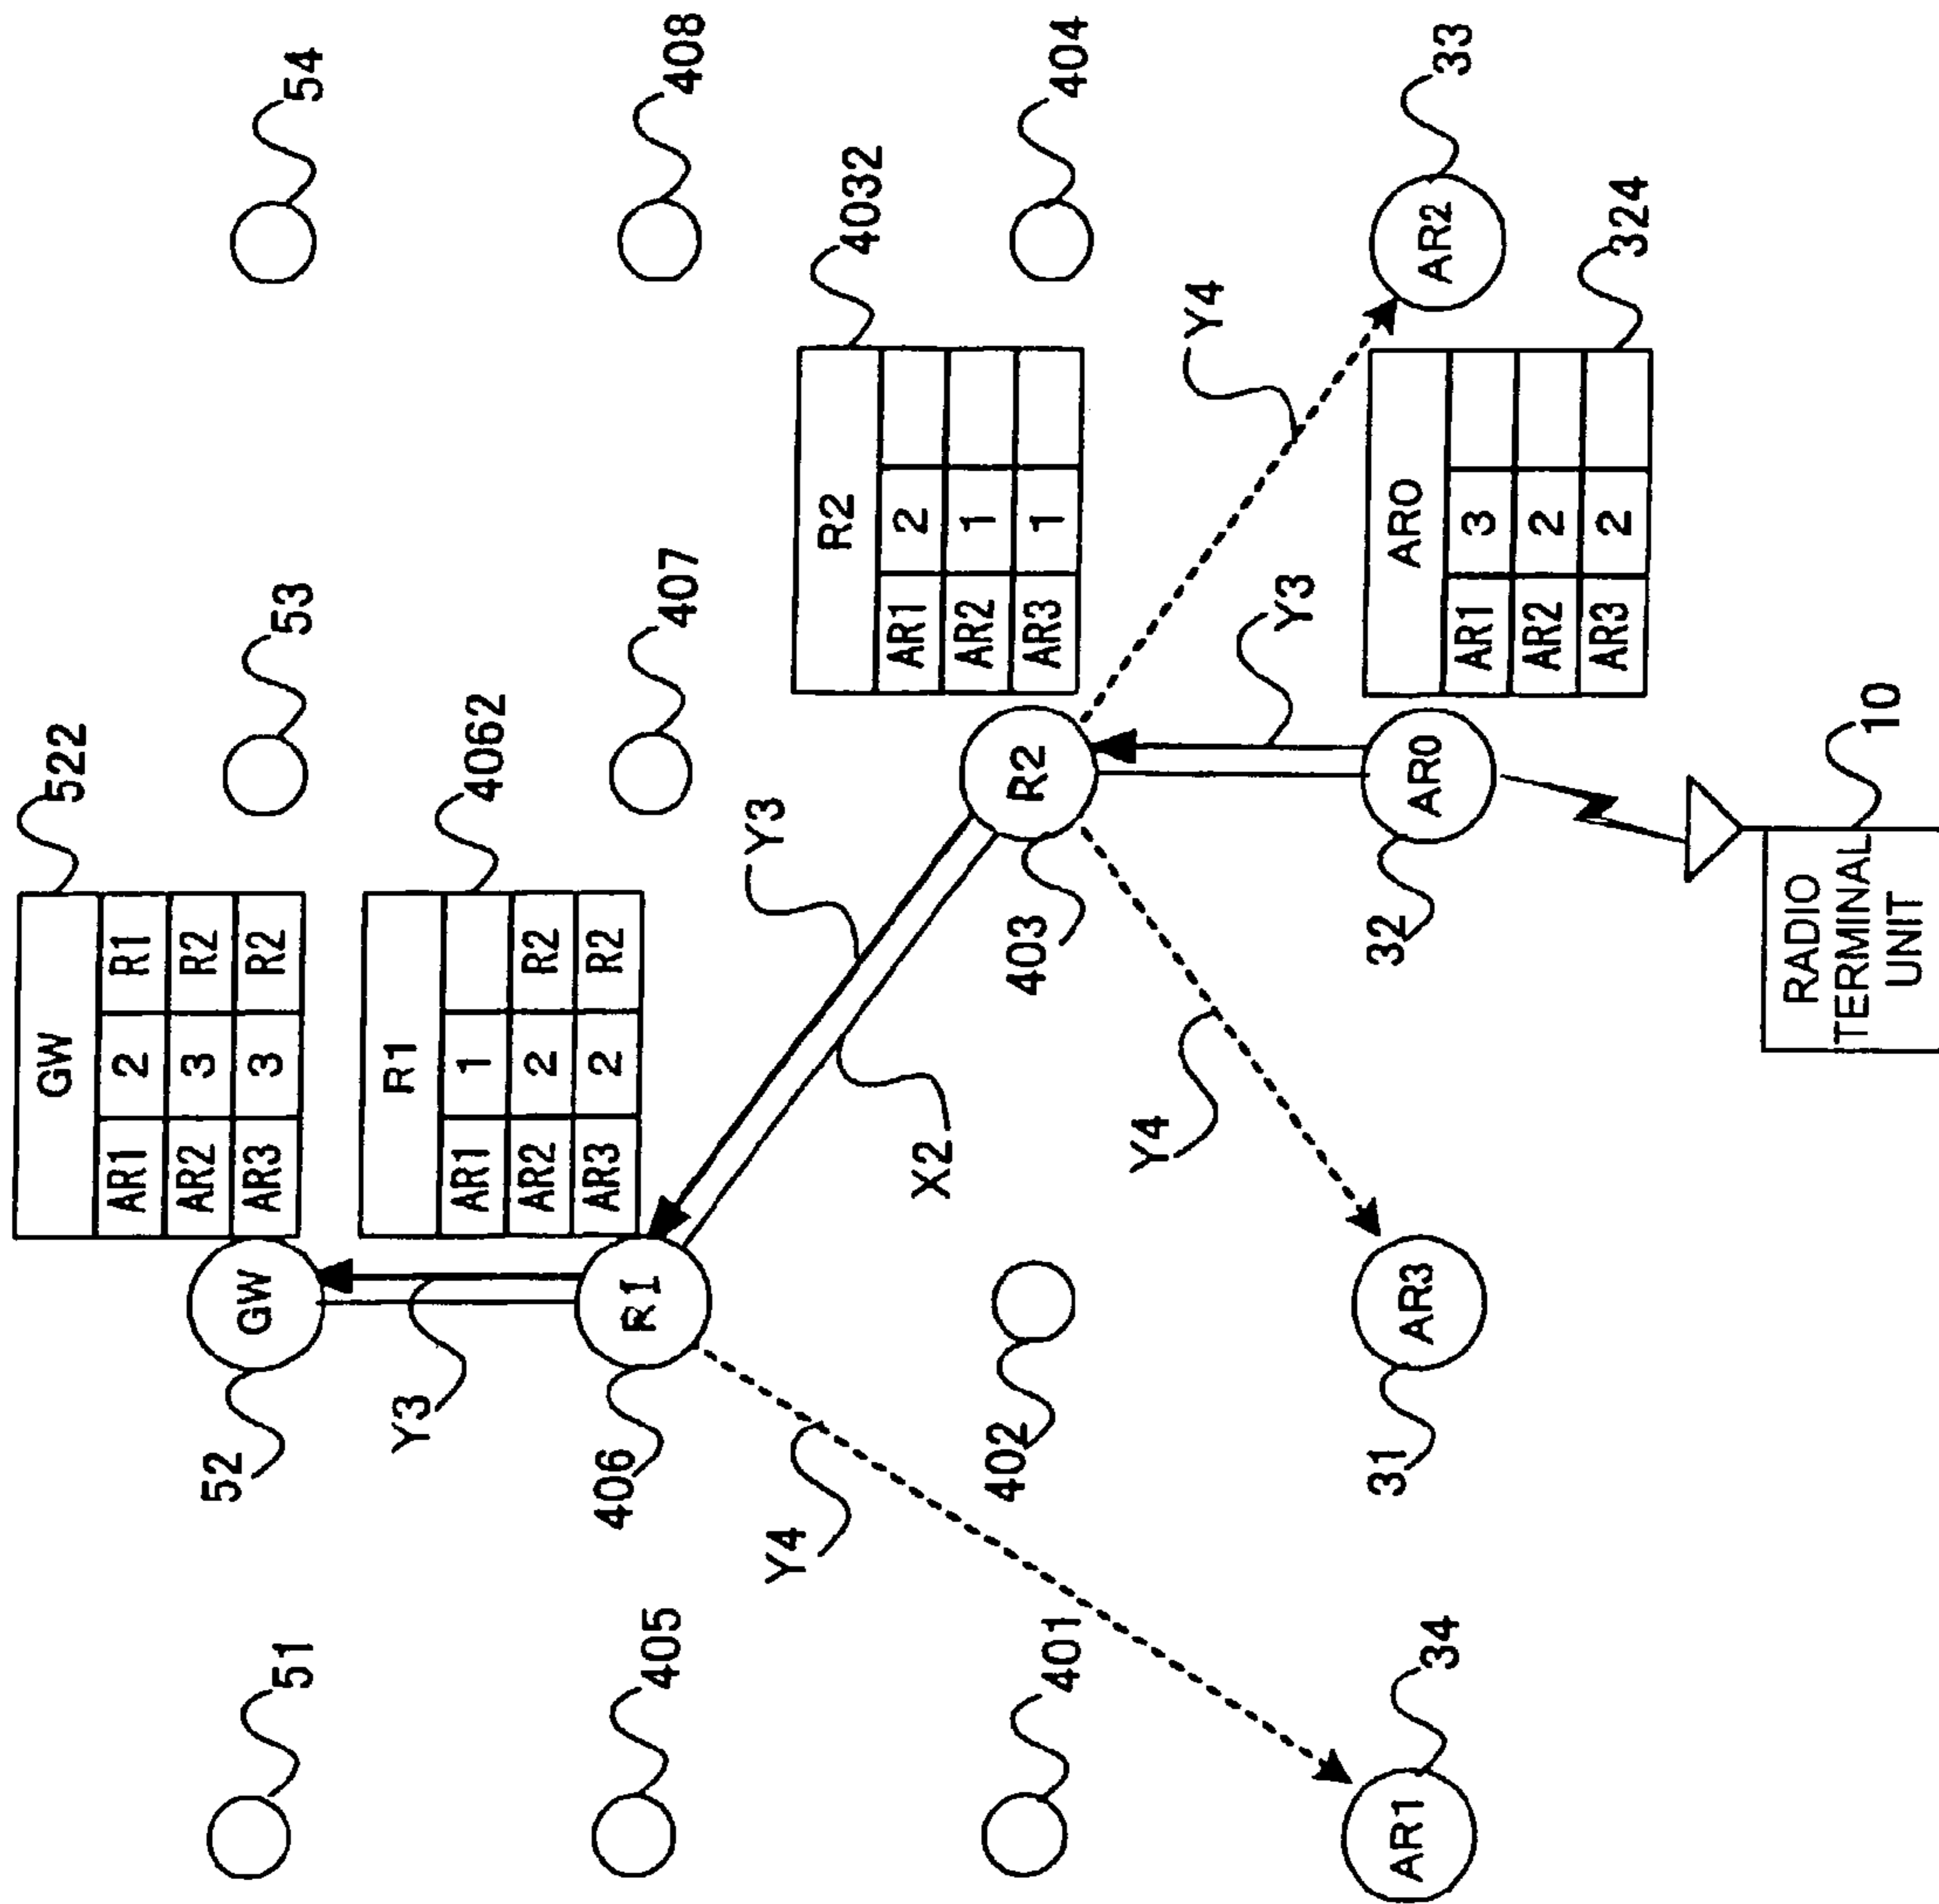 GW
AR1 2 R1
AR2 3 R2
AR3 3 R2
522
52
GW
51
53
54
R1
AR1 1
AR2 2 R2
AR3 2 R2
4062
Y3
406
R1
405
407
408
Y3
Y4
R2
AR1 2
AR2 1
AR3 1
4032
X2
402
403
R2
401
404
Y4
Y4
Y3
AR0
AR1 3
AR2 2
AR3 2
324
AR1
34
31
AR3
32
AR0
AR2
33
RADIO
TERMINAL
UNIT
10